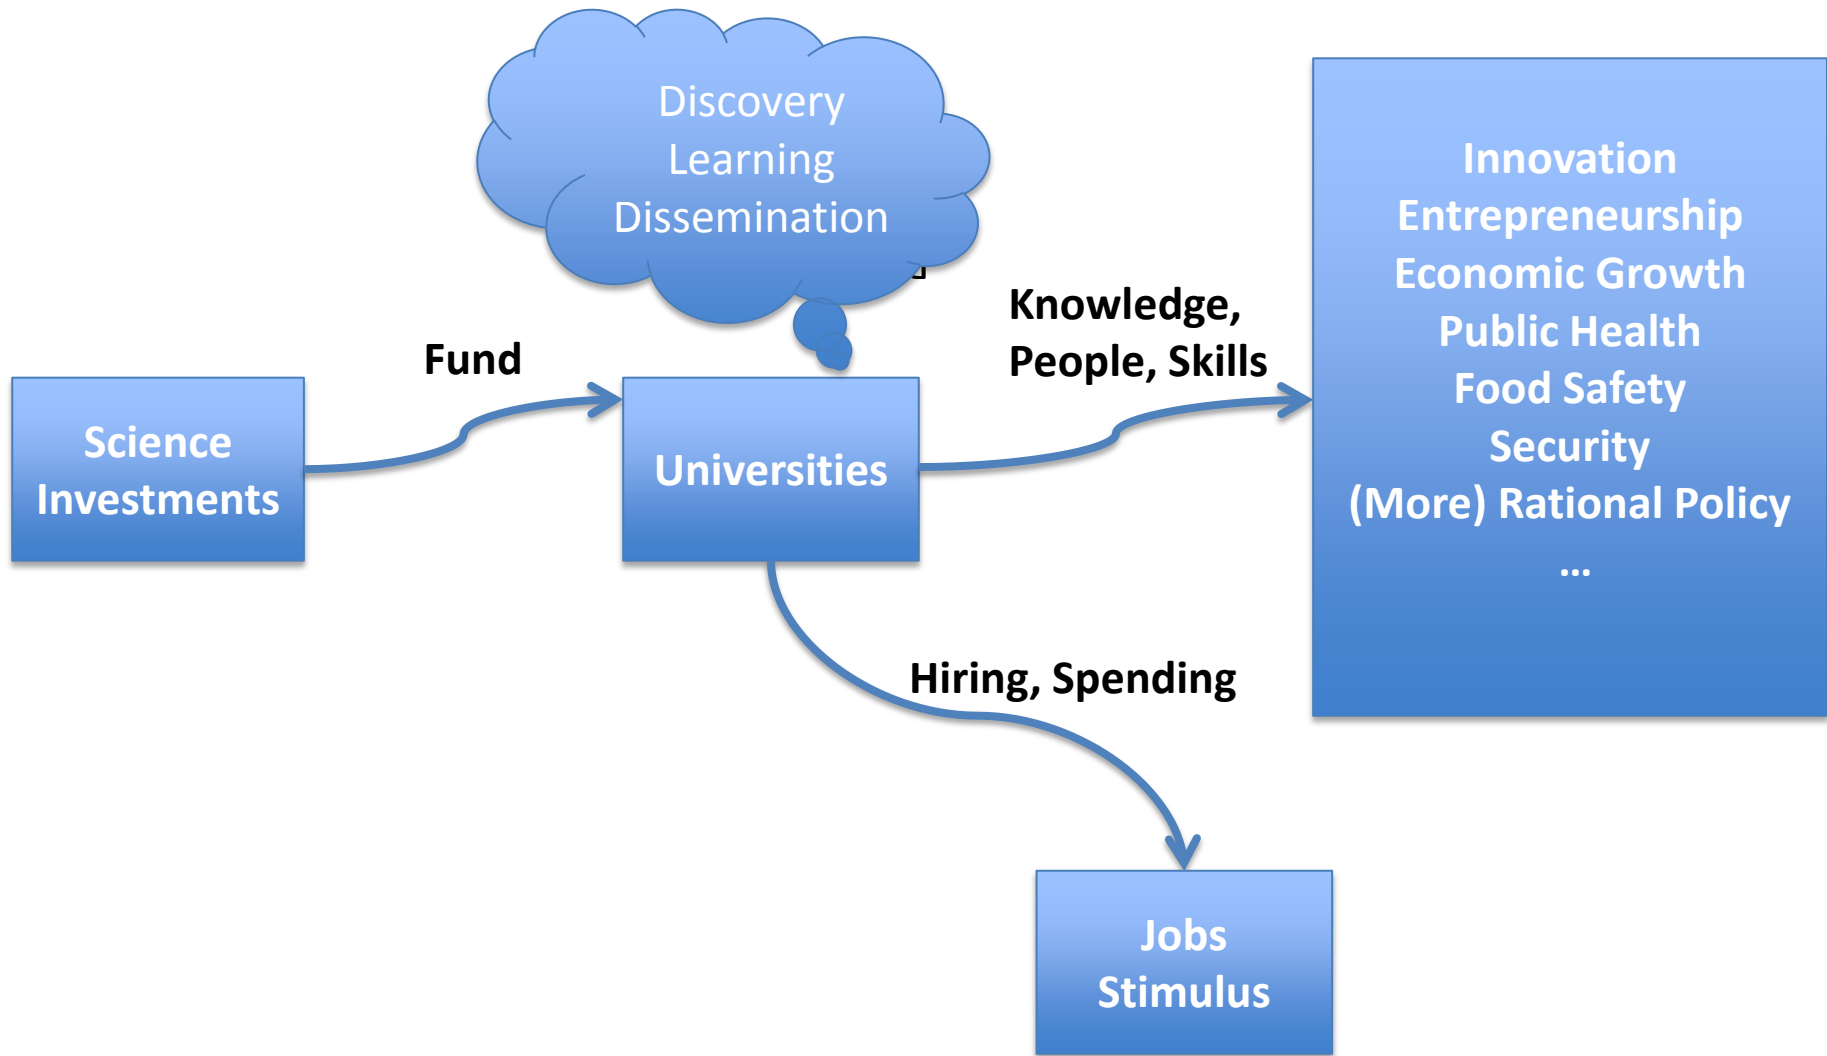 Discovery
Learning
Dissemination
Fund
Science
Investments
Universities
Knowledge,
People, Skills
Innovation
Entrepreneurship
Economic Growth
Public Health
Food Safety
Security
(More) Rational Policy
...
Hiring, Spending
Jobs
Stimulus